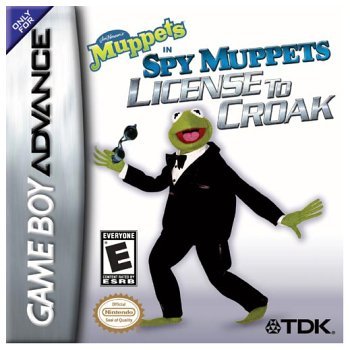 ONLY
FOR
GAME BOY ADVANCE
Jim Henson's
Muppets
IN
SPY MUPPETS
LICENSE TO
CROAK
EVERYONE
E
CONTENT RATED BY
ESRB
Official
Nintendo
Seal of Quality
TDK